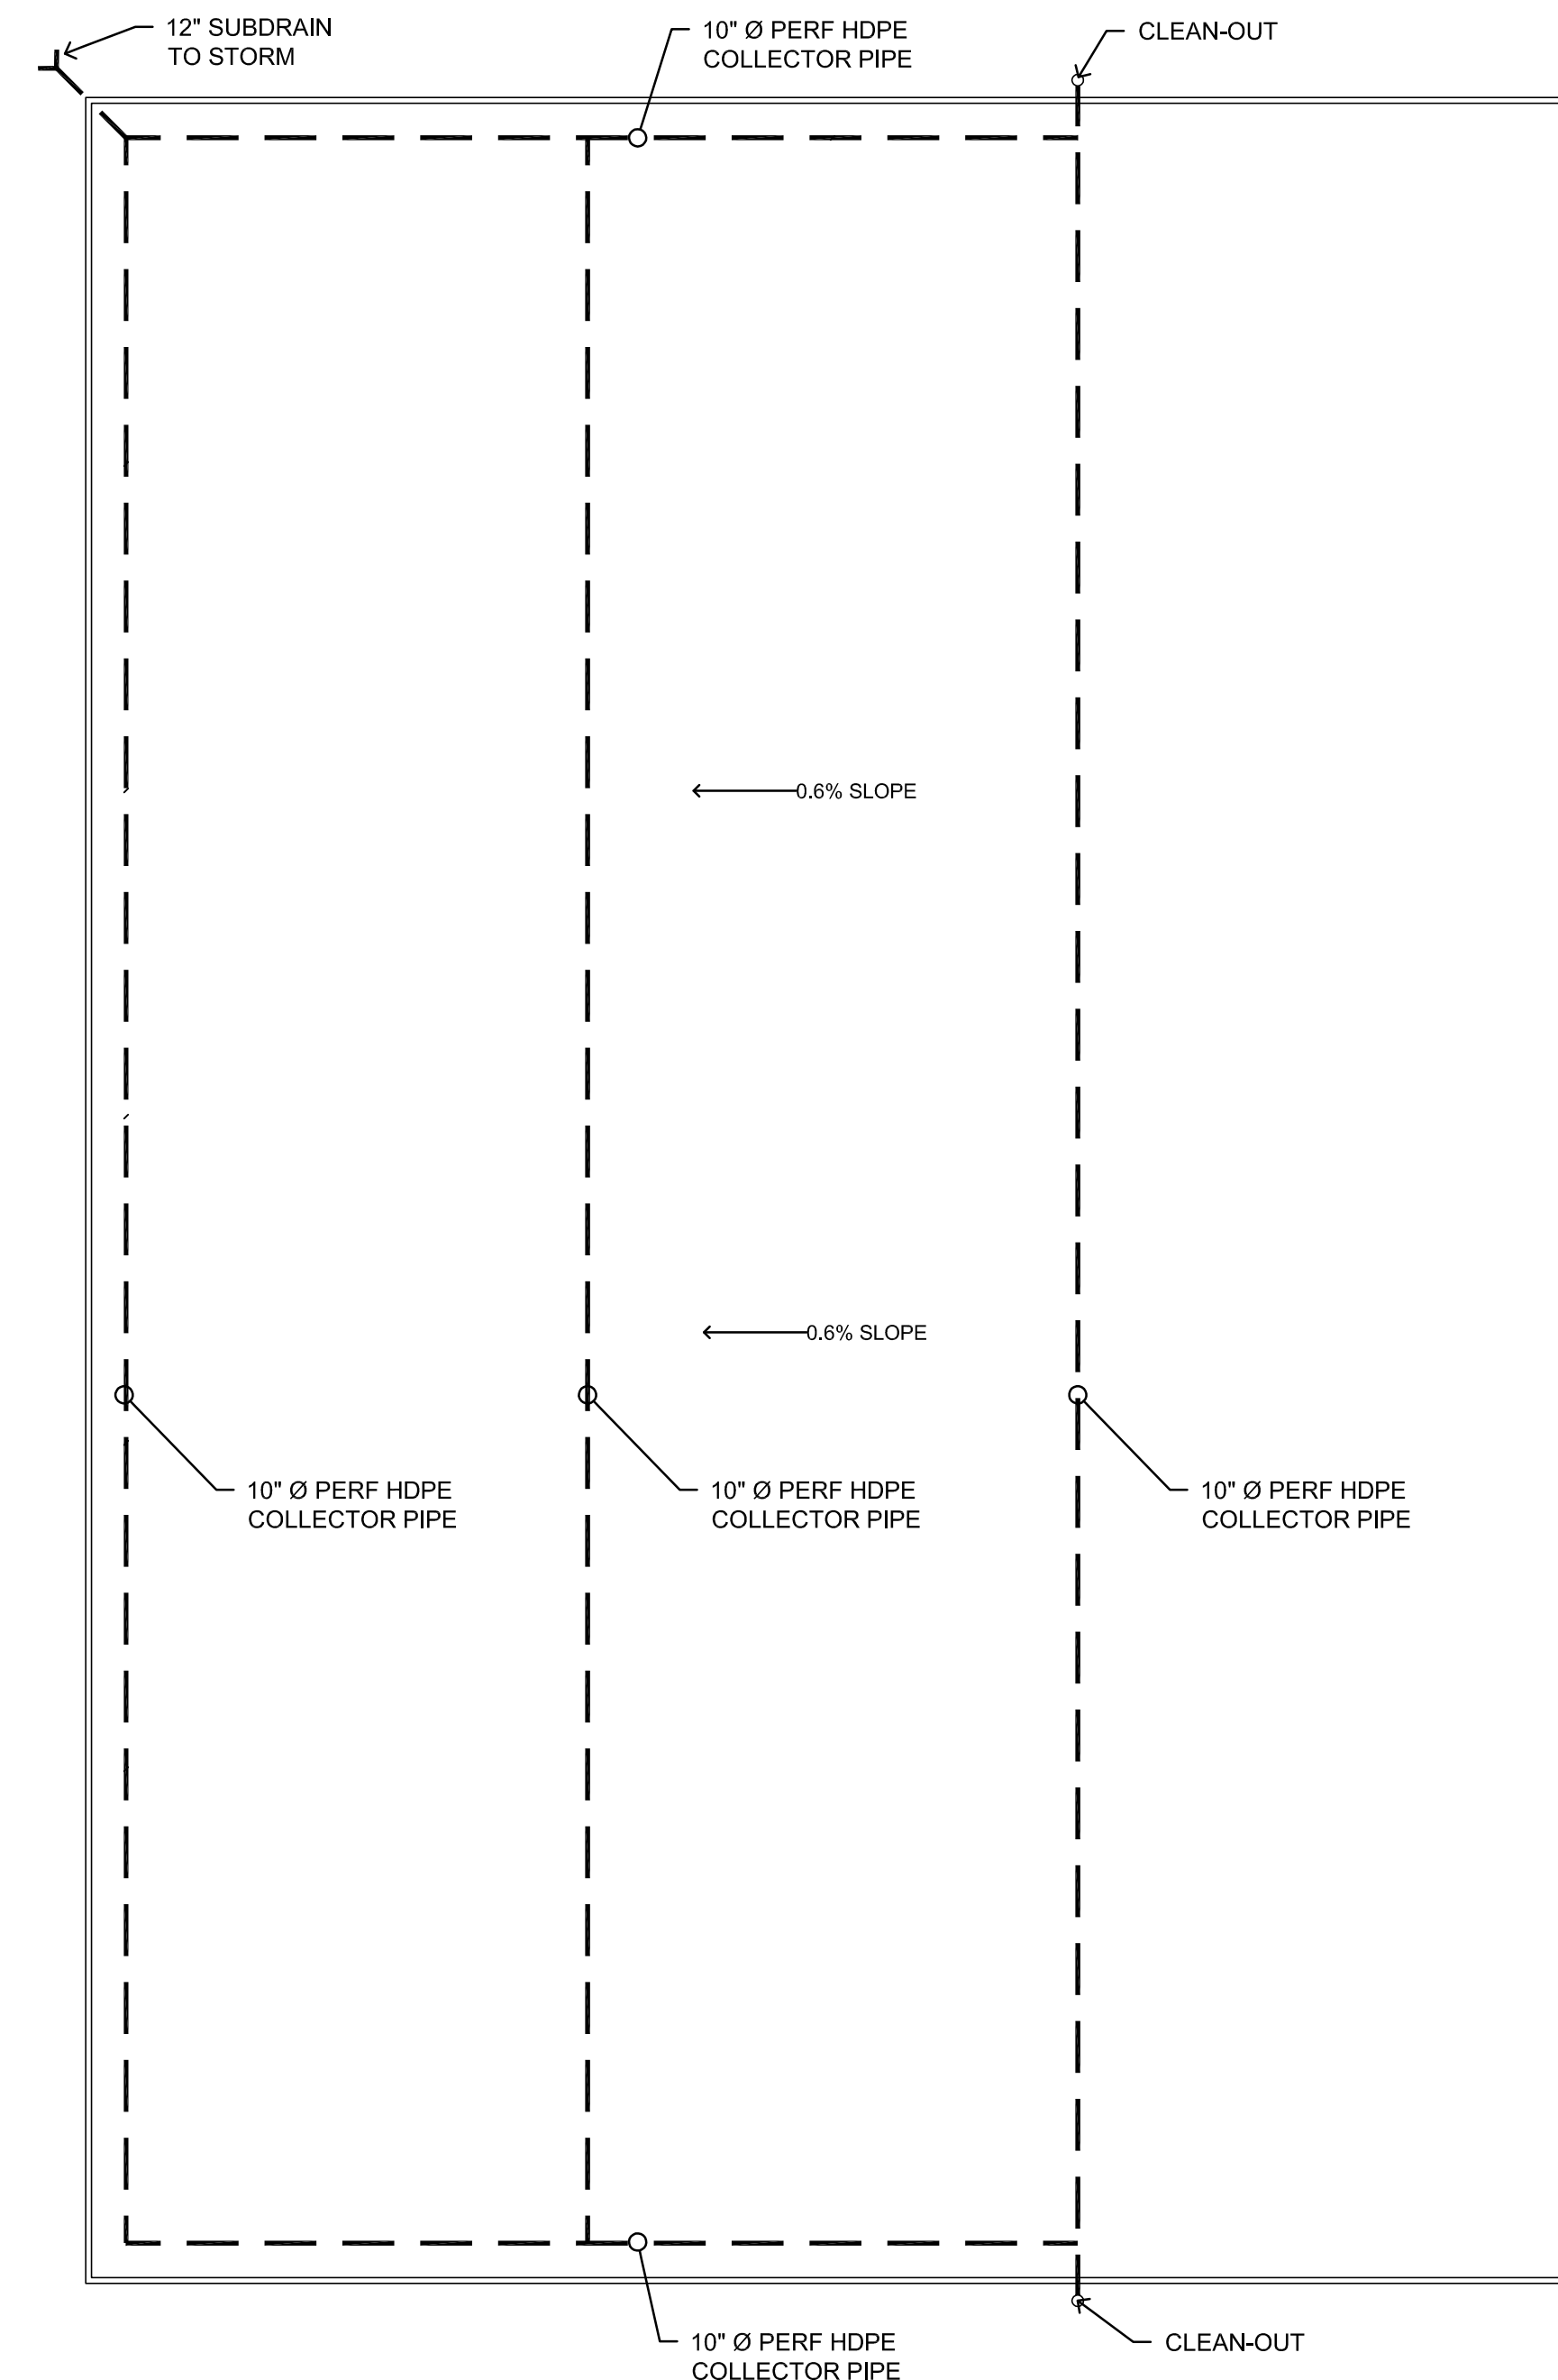 12" SUBDRAIN
TO STORM
10" Ø PERF HDPE
COLLECTOR PIPE
CLEAN-OUT
0.6% SLOPE
0.6% SLOPE
10" Ø PERF HDPE
COLLECTOR PIPE
10" Ø PERF HDPE
COLLECTOR PIPE
10" Ø PERF HDPE
COLLECTOR PIPE
10" Ø PERF HDPE
COLLECTOR PIPE
CLEAN-OUT